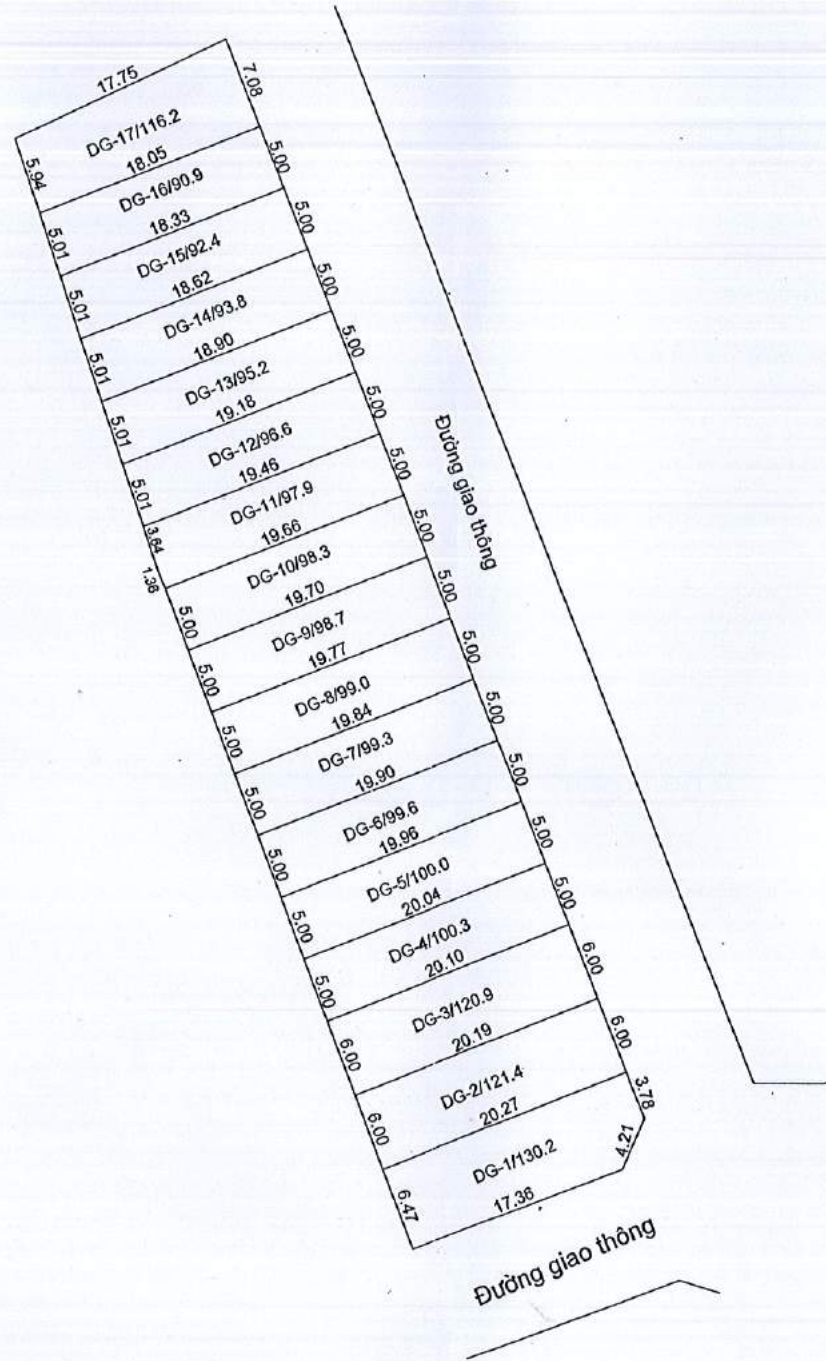 17.75
7.08
DG-17/116.2
5.94
18.05
5.00
DG-16/90.9
5.01
18.33
5.00
DG-15/92.4
5.01
18.62
5.00
DG-14/93.8
5.01
18.90
5.00
DG-13/95.2
5.01
19.18
5.00
DG-12/96.6
5.01
19.46
5.00
Đường giao thông
DG-11/97.9
3.64
1.36
19.66
5.00
DG-10/98.3
5.00
19.70
5.00
DG-9/98.7
5.00
19.77
5.00
DG-8/99.0
5.00
19.84
5.00
DG-7/99.3
5.00
19.90
5.00
DG-6/99.6
5.00
19.96
5.00
DG-5/100.0
5.00
20.04
5.00
DG-4/100.3
5.00
20.10
6.00
DG-3/120.9
6.00
20.19
6.00
DG-2/121.4
6.00
20.27
3.78
4.21
DG-1/130.2
6.47
17.36
Đường giao thông